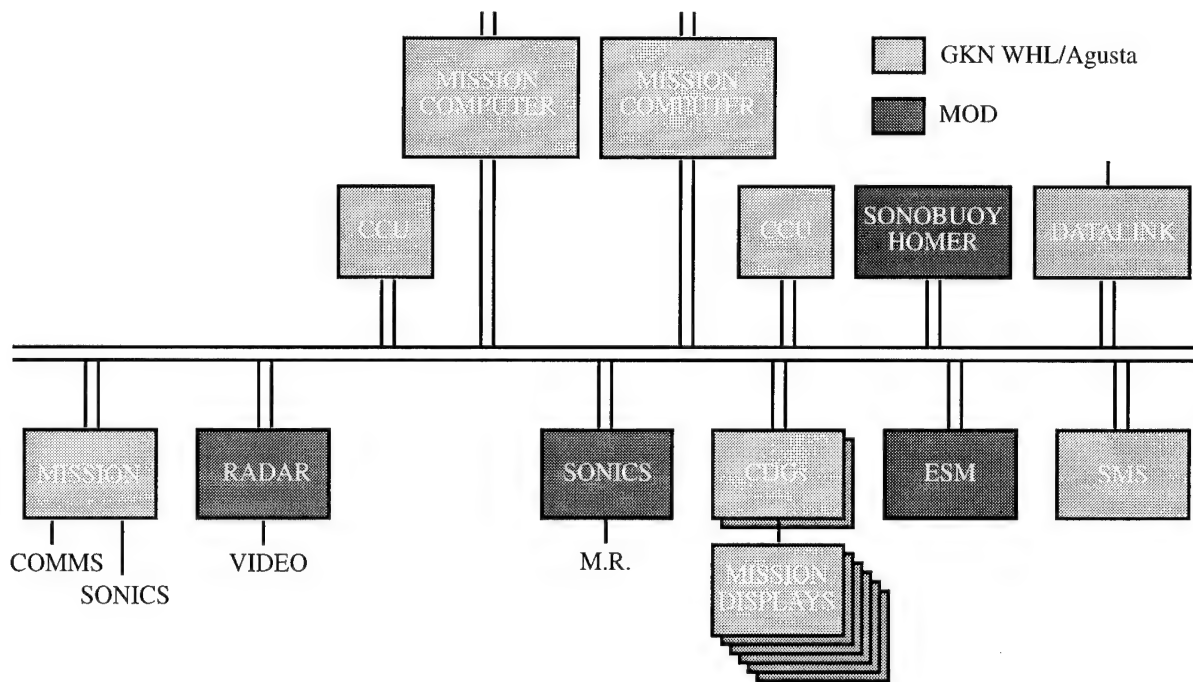 MISSION
COMPUTER
MISSION
COMPUTER
GKN WHL/Agusta
MOD
CCU
CCU
SONOBUOY
HOMER
DATALINK
MISSION
RADAR
SONICS
CUGs
ESM
SMS
COMMS
SONICS
VIDEO
M.R.
MISSION
DISPLAYS